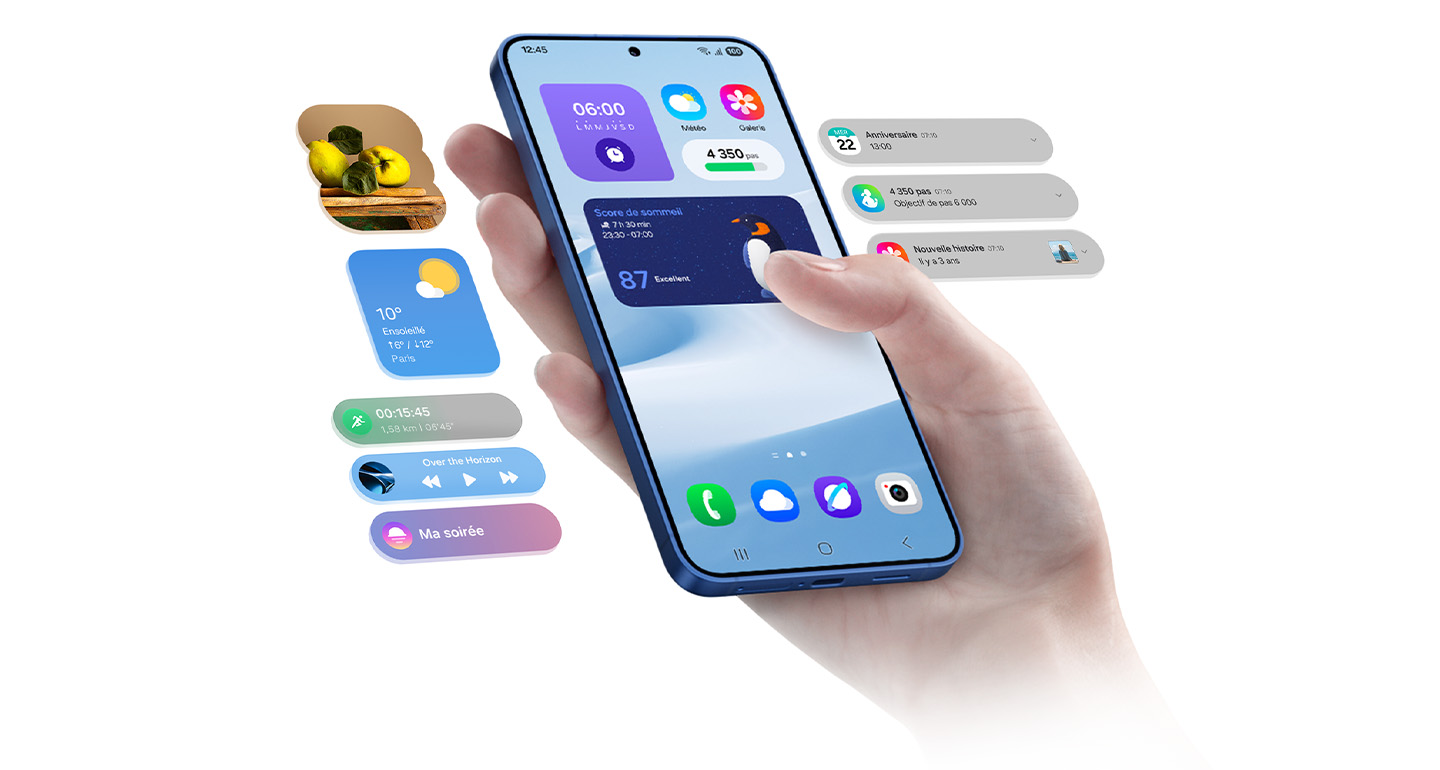 12:45
100
06:00
L M M J V S D
Météo
Galerie
4 350 pas
Score de sommeil
7 h 30 min
23:30 - 07:00
87 Excellent
10°
Ensoleillé
↑6° / ↓12°
Paris
00:15:45
1,58 km | 06'45"
Over the Horizon
Ma soirée
MER
22
Anniversaire 07:10
13:00
4 350 pas 07:10
Objectif de pas 6 000
Nouvelle histoire 07:10
Il y a 3 ans